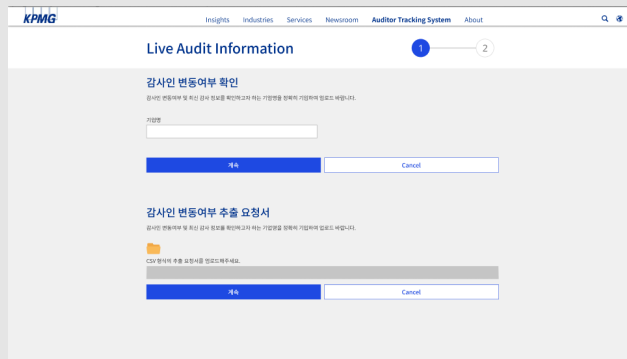 KPMG
Insights Industries Services Newsroom Auditor Tracking System About
Live Audit Information
1 2
감사인 변동여부 확인
감사인 변동여부 및 최신 감사 정보를 확인하고자 하는 기업명을 정확히 기입하여 업로드 바랍니다.
기업명
계속 Cancel
감사인 변동여부 추출 요청서
감사인 변동여부 및 최신 감사 정보를 확인하고자 하는 기업명을 정확히 기입하여 업로드 바랍니다.
CSV 형식의 추출 요청서를 업로드해주세요.
계속 Cancel